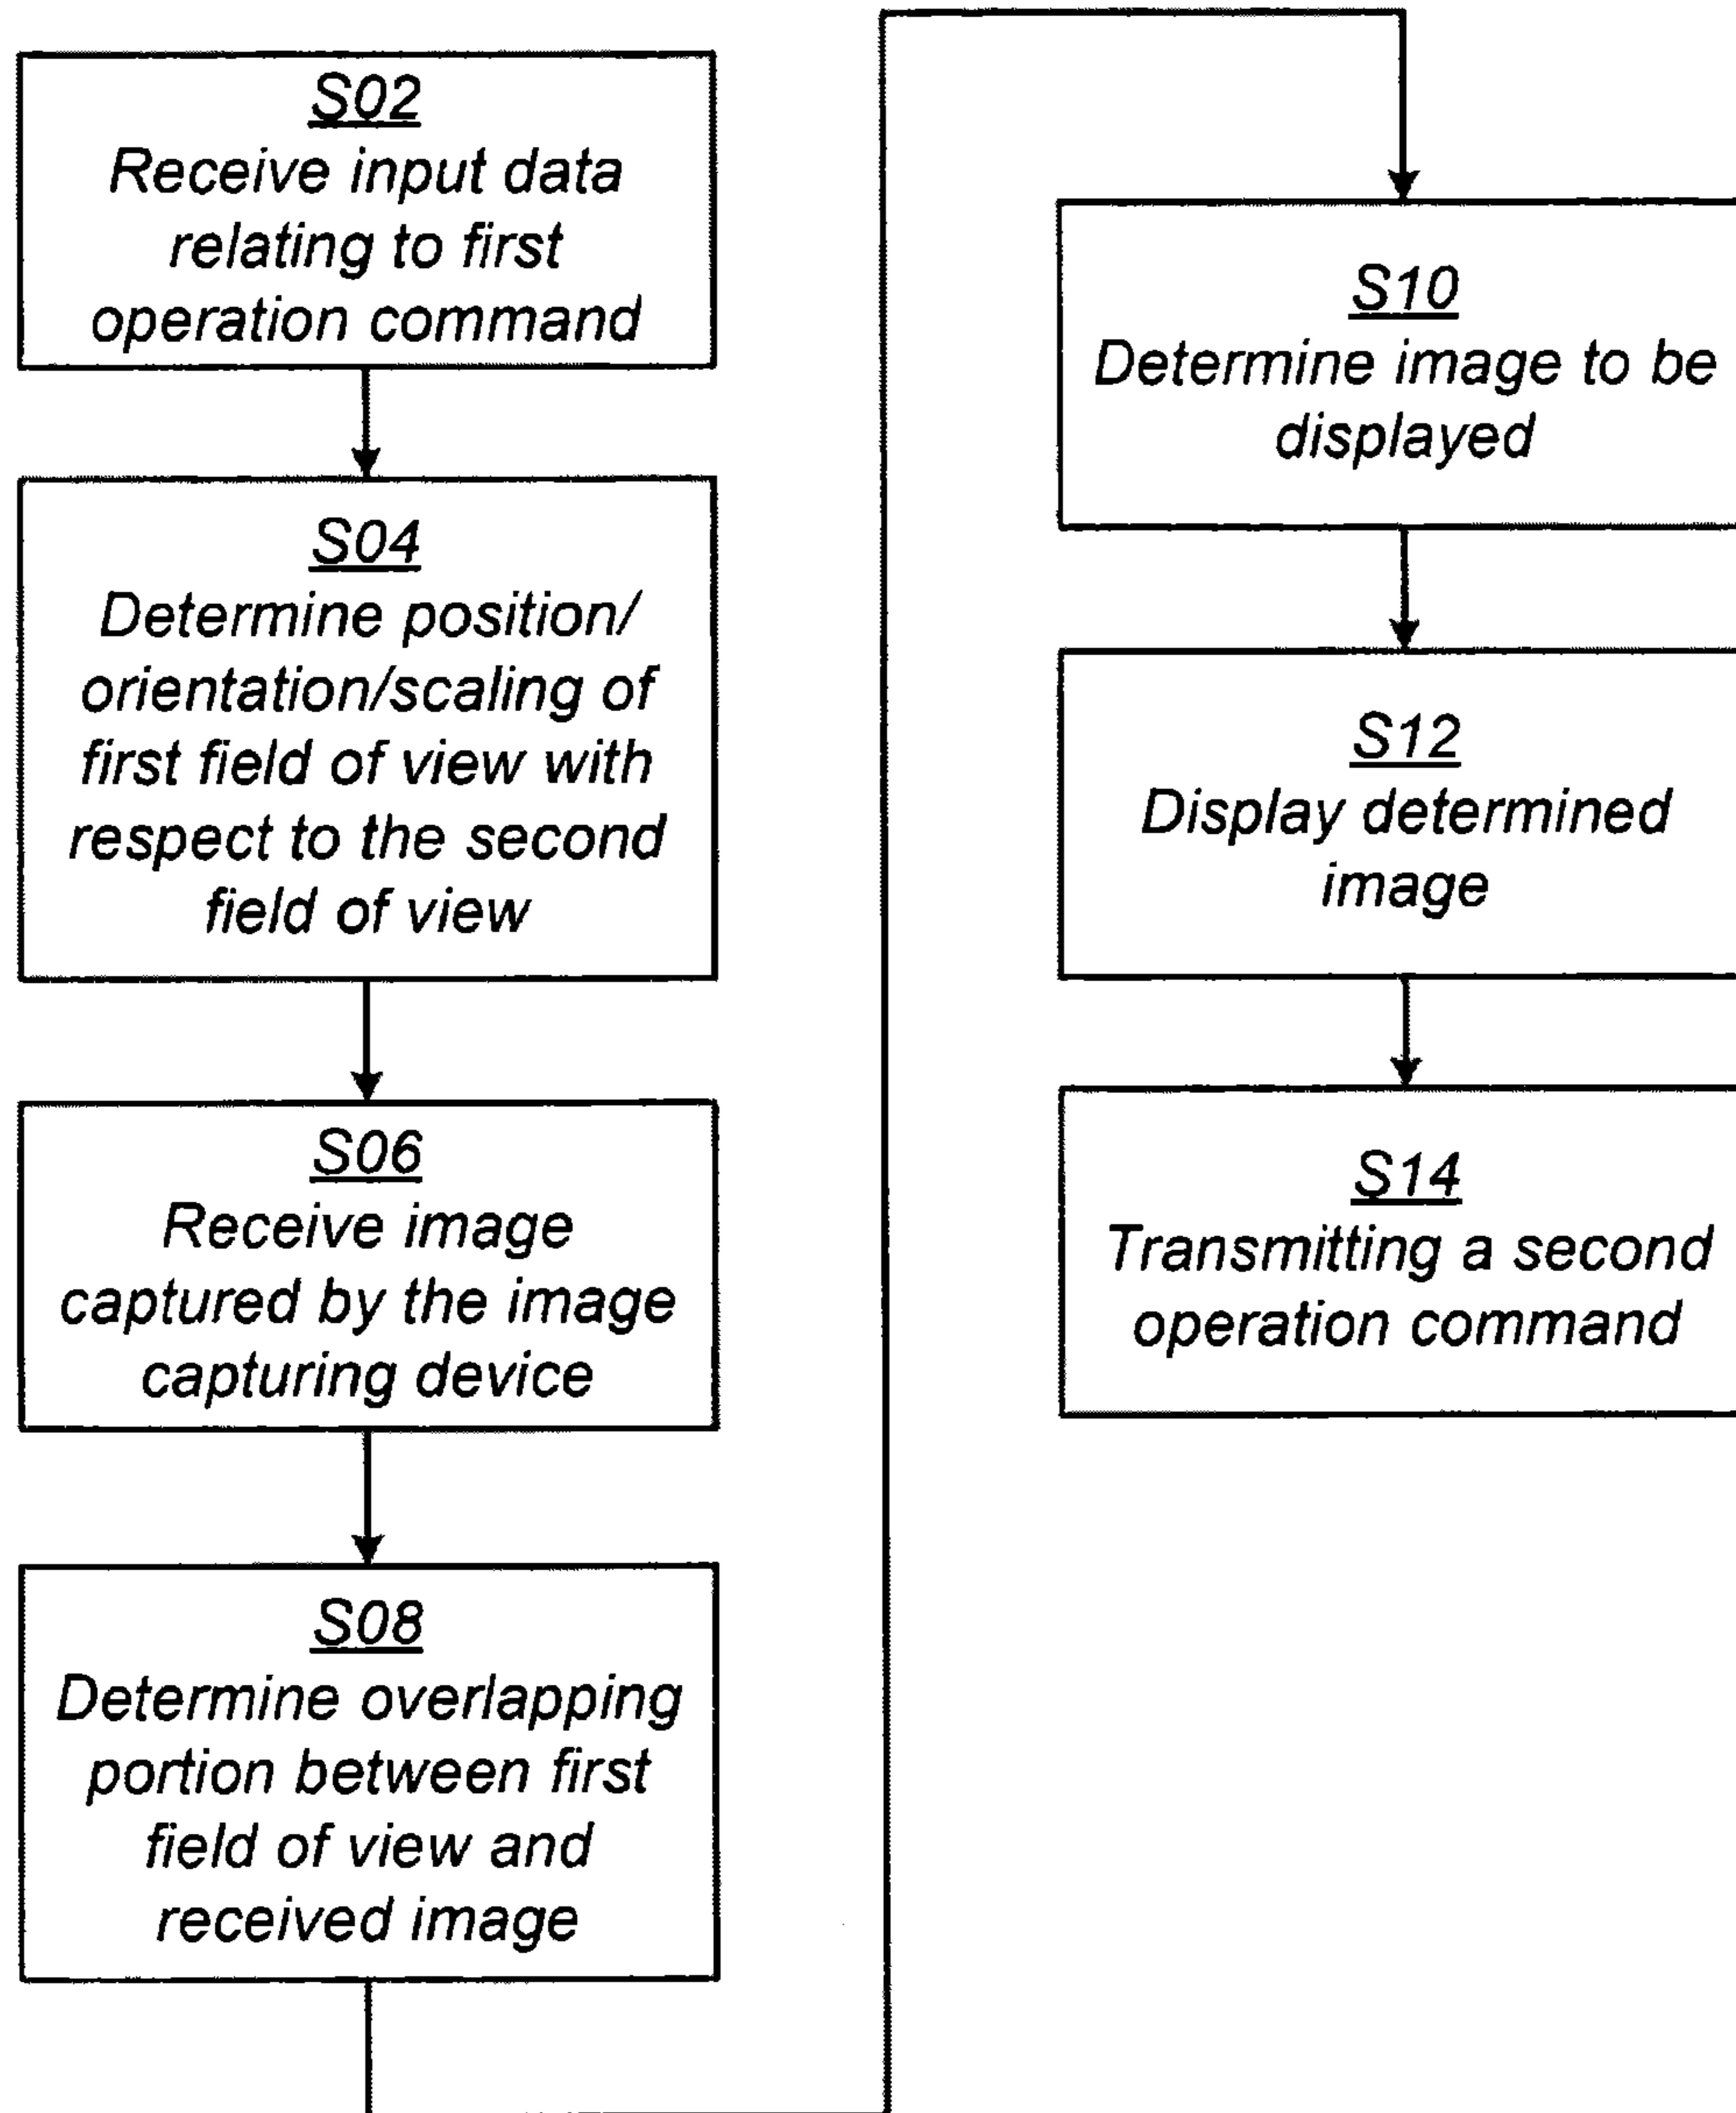 S02
Receive input data
relating to first
operation command
S04
Determine position/
orientation/scaling of
first field of view with
respect to the second
field of view
S06
Receive image
captured by the image
capturing device
S08
Determine overlapping
portion between first
field of view and
received image
S10
Determine image to be
displayed
S12
Display determined
image
S14
Transmitting a second
operation command